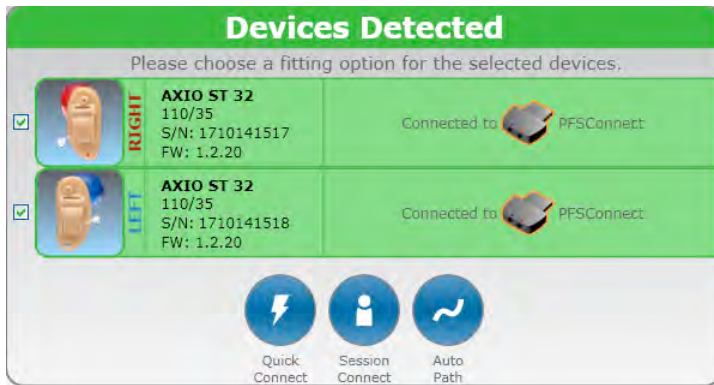 Devices Detected
Please choose a fitting option for the selected devices.
RIGHT
AXIO ST 32
110/35
S/N: 1710141517
FW: 1.2.20
Connected to PFSConnect
LEFT
AXIO ST 32
110/35
S/N: 1710141518
FW: 1.2.20
Connected to PFSConnect
Quick Connect
Session Connect
Auto Path